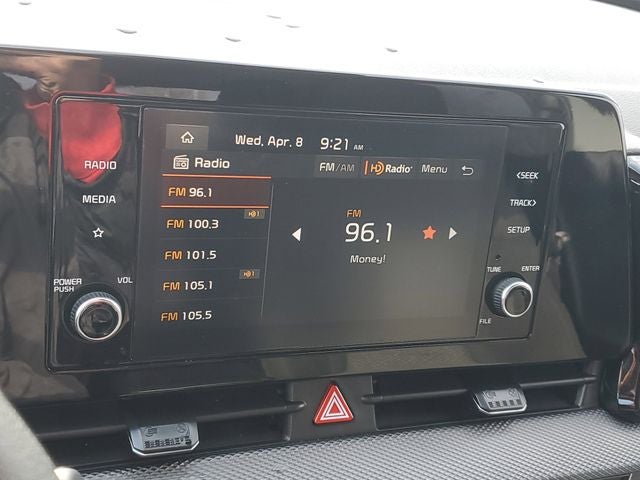 Wed, Apr. 8 9:21 AM
Radio FM/AM HD Radio Menu
RADIO
MEDIA
POWER PUSH VOL
FM 96.1
HD1
FM 100.3
FM 101.5
HD1
FM 105.1
FM 105.5
FM
96.1
Money!
<SEEK
TRACK>
SETUP
TUNE ENTER
FILE